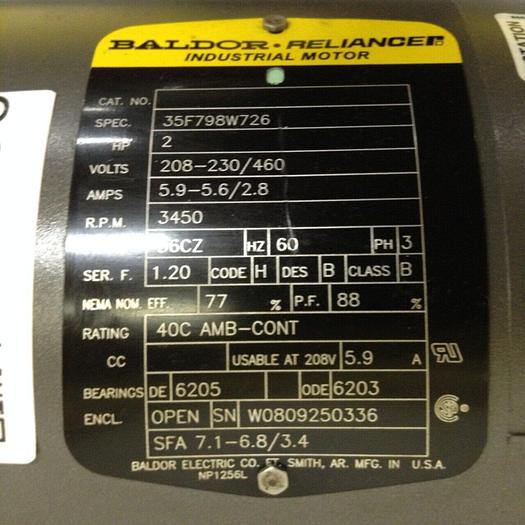 BALDOR • RELIANCER
INDUSTRIAL MOTOR
CAT. NO.
SPEC. 35F798W726
HP 2
VOLTS 208-230/460
AMPS 5.9-5.6/2.8
R.P.M. 3450
56CZ HZ 60 PH 3
SER. F. 1.20 CODE H DES B CLASS B
NEMA NOM. EFF. 77 % P.F. 88 %
RATING 40C AMB-CONT
CC USABLE AT 208V 5.9 A
BEARINGS DE 6205 ODE 6203
ENCL. OPEN SN W0809250336
SFA 7.1-6.8/3.4
BALDOR ELECTRIC CO. FT. SMITH, AR. MFG. IN U.S.A.
NP1256L